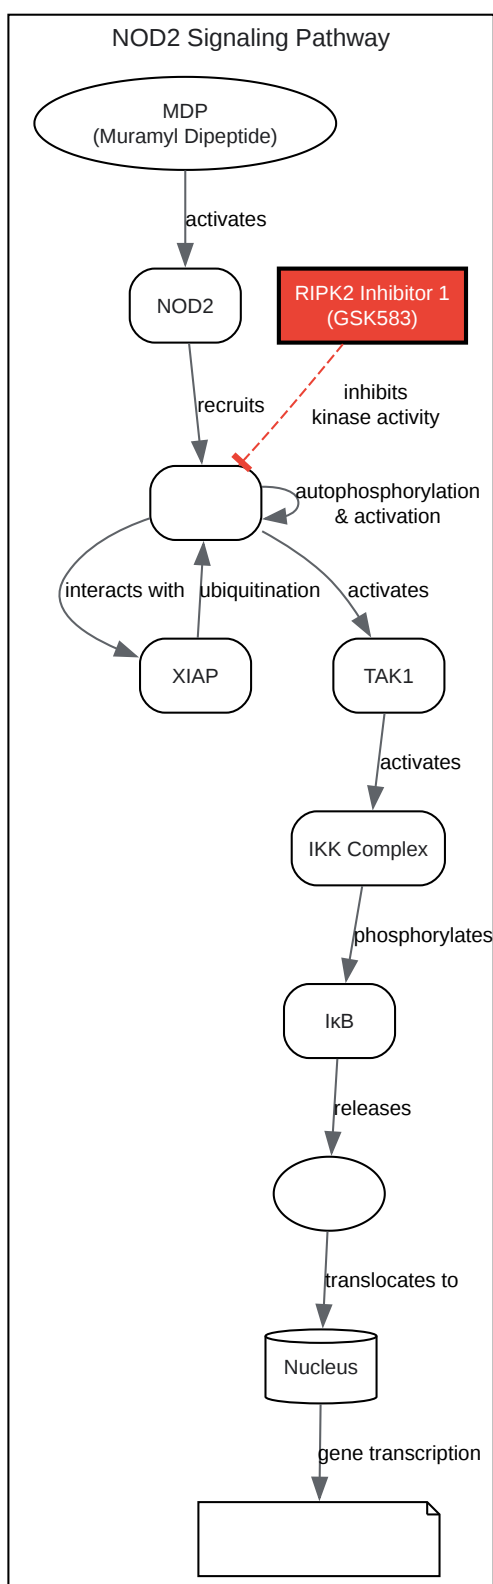 NOD2 Signaling Pathway
MDP
(Muramyl Dipeptide)
activates
NOD2
RIPK2 Inhibitor 1
(GSK583)
recruits
inhibits
kinase activity
autophosphorylation
& activation
interacts with
ubiquitination
activates
XIAP
TAK1
activates
IKK Complex
phosphorylates
IκB
releases
translocates to
Nucleus
gene transcription